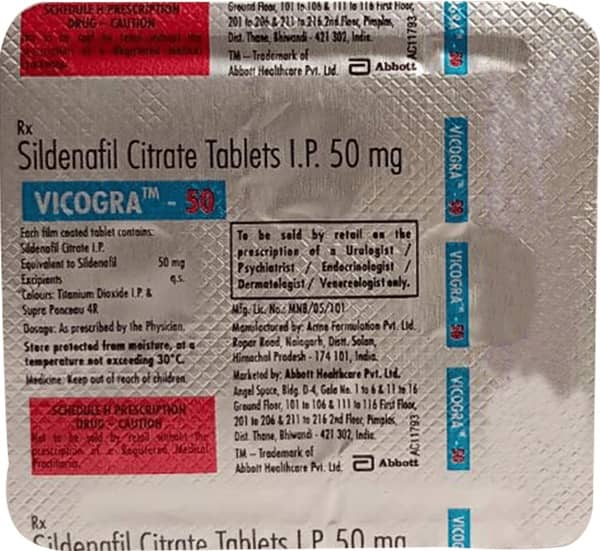 SCHEDULE H PRESCRIPTION
DRUG - CAUTION
Ground Floor, 101 to 106 & 111 to 116 First Floor,
201 to 206 & 211 to 216 2nd Floor, Pimplas,
Dist. Thane, Bhiwandi - 421 302, India.
TM – Trademark of
Abbott Healthcare Pvt. Ltd. Abbott
AC11793
- 50
Rx
Sildenafil Citrate Tablets I.P. 50 mg
VICOGRA™ - 50
Each film coated tablet contains:
Sildenafil Citrate I.P.
Equivalent to Sildenafil 50 mg
Excipients q.s.
Colours: Titanium Dioxide I.P. &
Supra Ponceau 4R
Dosage: As prescribed by the Physician.
Store protected from moisture, at a
temperature not exceeding 30°C.
Medicine: Keep out of reach of children.
SCHEDULE H PRESCRIPTION
DRUG - CAUTION
Not to be sold by retail without the
prescription of a Registered Medical
Practitioner.
To be sold by retail on the
prescription of a Urologist /
Psychiatrist / Endocrinologist /
Dermatologist / Venereologist only.
Mfg. Lic. No.: MNB/05/101
Manufactured by: Acme Formulation Pvt. Ltd.
Ropar Road, Nalagarh, Distt. Solan,
Himachal Pradesh - 174 101, India.
Marketed by: Abbott Healthcare Pvt. Ltd.
Angel Space, Bldg. D-4, Gala No. 1 to 6 & 11 to 16
Ground Floor, 101 to 106 & 111 to 116 First Floor,
201 to 206 & 211 to 216 2nd Floor, Pimplas,
Dist. Thane, Bhiwandi - 421 302, India.
TM – Trademark of
Abbott Healthcare Pvt. Ltd. Abbott
AC11793
VICOGRA™ - 50
VICOGRA™ - 50
VICOGRA™ - 50
Rx
Sildenafil Citrate Tablets I.P. 50 mg
VICO